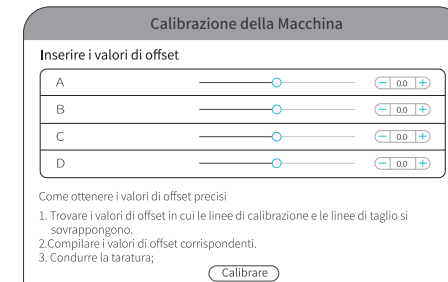 Calibrazione della Macchina
Inserire i valori di offset
A 0.0
B 0.0
C 0.0
D 0.0
Come ottenere i valori di offset precisi
1. Trovare i valori di offset in cui le linee di calibrazione e le linee di taglio si
sovrappongono.
2.Compilare i valori di offset corrispondenti.
3. Condurre la taratura;
Calibrare